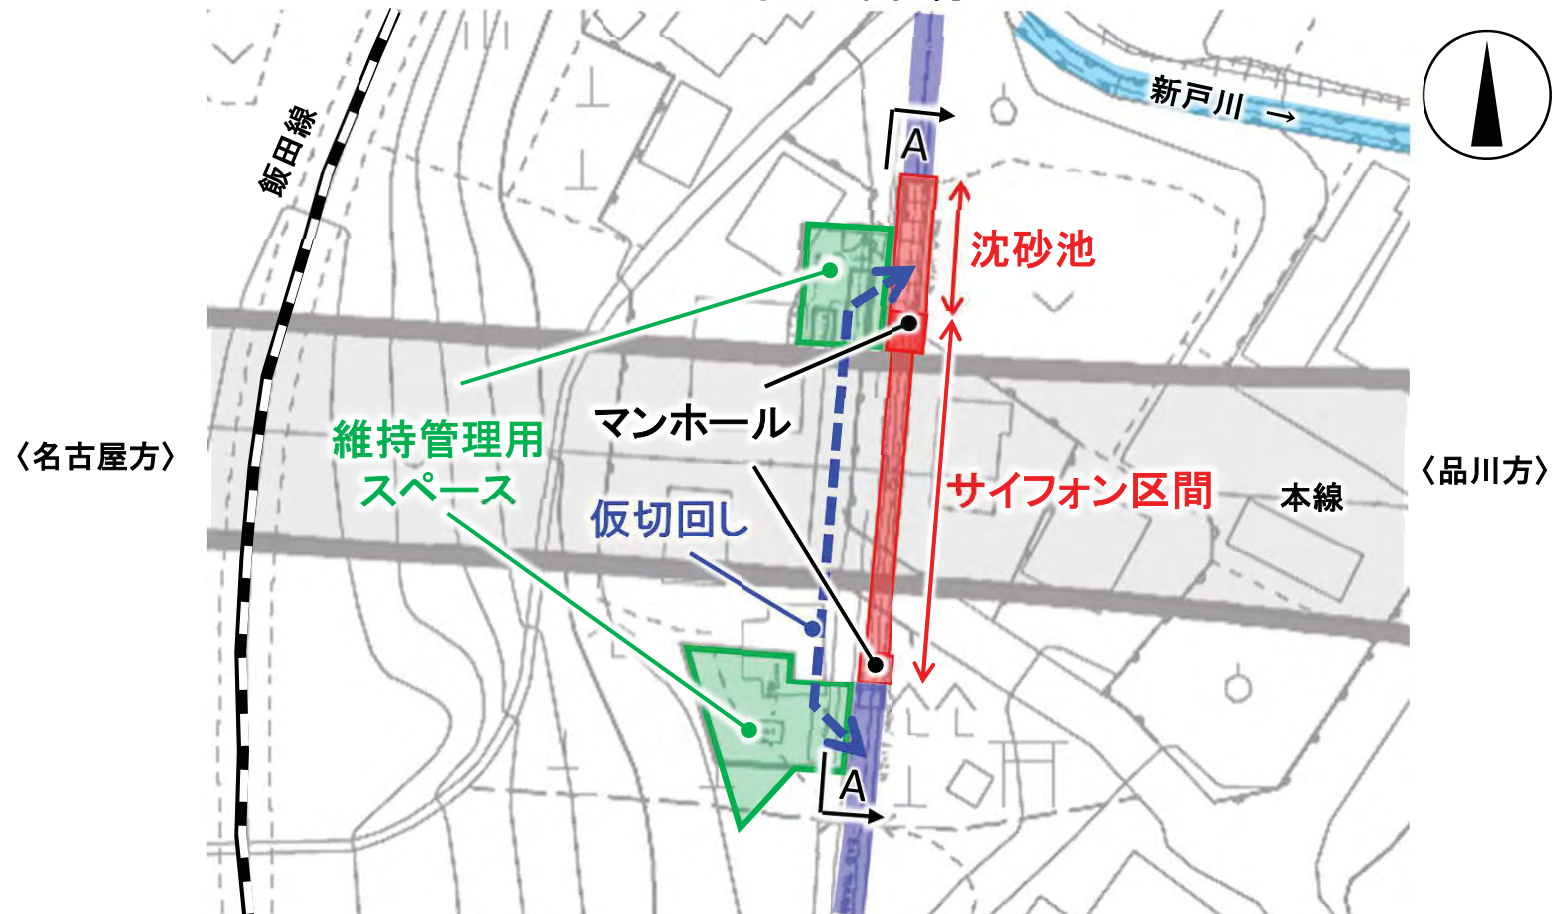 新戸川 →
飯田線
A
沈砂池
〈名古屋方〉
維持管理用
スペース
マンホール
仮切回し
サイフォン区間
本線
〈品川方〉
A